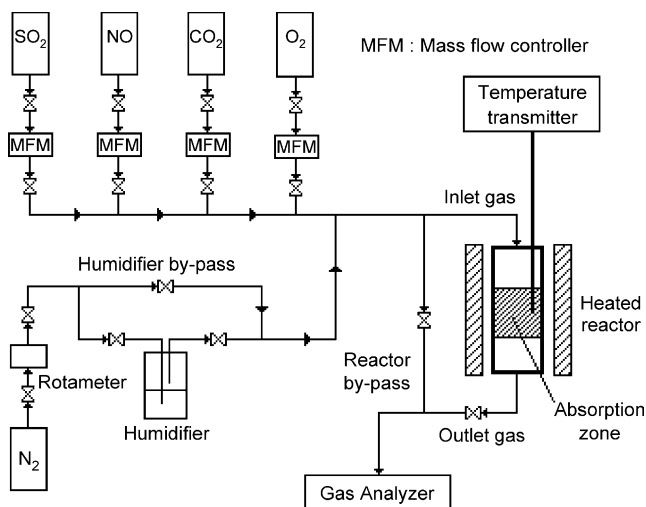 SO2
NO
CO2
O2
MFM : Mass flow controller
Temperature
transmitter
MFM
MFM
MFM
MFM
Inlet gas
Humidifier by-pass
Heated
reactor
Rotameter
Reactor
by-pass
Humidifier
Absorption
zone
Outlet gas
N2
Gas Analyzer